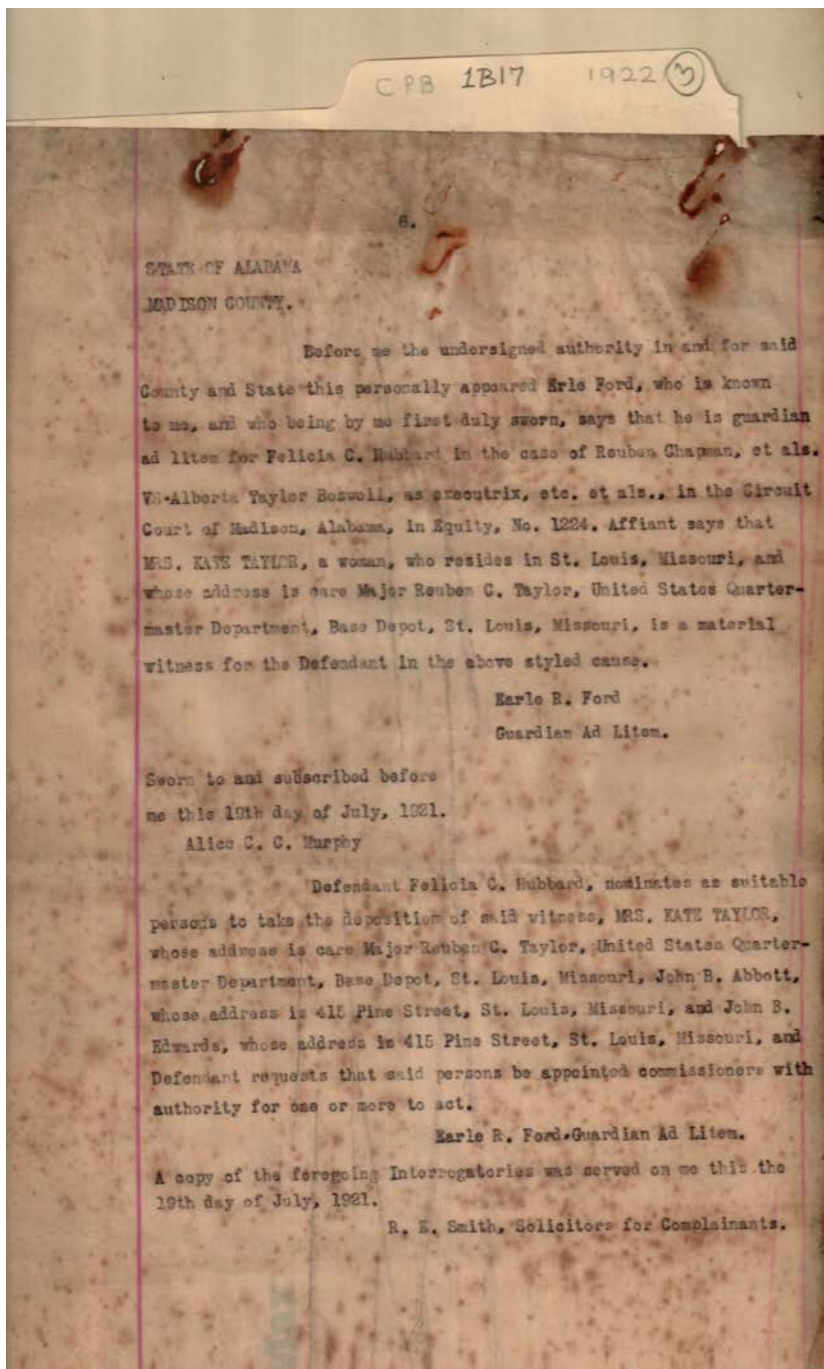 CPB 1B17 1922 3
6.
STATE OF ALABAMA
MADISON COUNTY.
Before me the undersigned authority in and for said
County and State this personally appeared Erle Ford, who is known
to me, and who being by me first duly sworn, says that he is guardian
ad litem for Felicia C. Hubbard in the case of Reuben Chapman, et als.
VS-Alberta Taylor Boswell, as executrix, etc. et als., in the Circuit
Court of Madison, Alabama, in Equity, No. 1224. Affiant says that
MRS. KATE TAYLOR, a woman, who resides in St. Louis, Missouri, and
whose address is care Major Reuben C. Taylor, United States Quarter-
master Department, Base Depot, St. Louis, Missouri, is a material
witness for the Defendant in the above styled cause.
Earle R. Ford
Guardian Ad Litem.
Sworn to and subscribed before
me this 19th day of July, 1921.
Alice C. C. Murphy
Defendant Felicia C. Hubbard, nominates as suitable
persons to take the deposition of said witness, MRS. KATE TAYLOR,
whose address is care Major Reuben C. Taylor, United States Quarter-
master Department, Base Depot, St. Louis, Missouri, John B. Abbott,
whose address is 415 Pine Street, St. Louis, Missouri, and John B.
Edwards, whose address is 415 Pine Street, St. Louis, Missouri, and
Defendant requests that said persons be appointed commissioners with
authority for one or more to act.
Earle R. Ford-Guardian Ad Litem.
A copy of the foregoing Interrogatories was served on me this the
19th day of July, 1921.
R. E. Smith, Solicitors for Complainants.